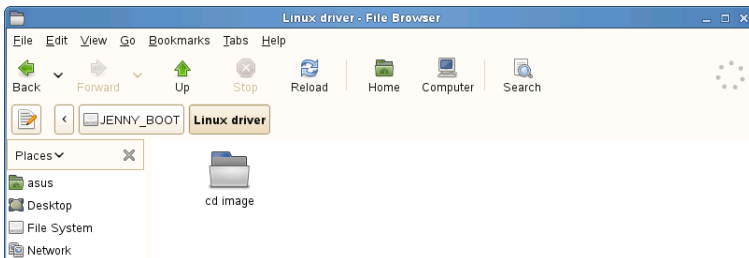 Linux driver - File Browser
File Edit View Go Bookmarks Tabs Help
Back Forward Up Stop Reload Home Computer Search
JENNY_BOOT Linux driver
Places
asus
Desktop
File System
Network
cd image